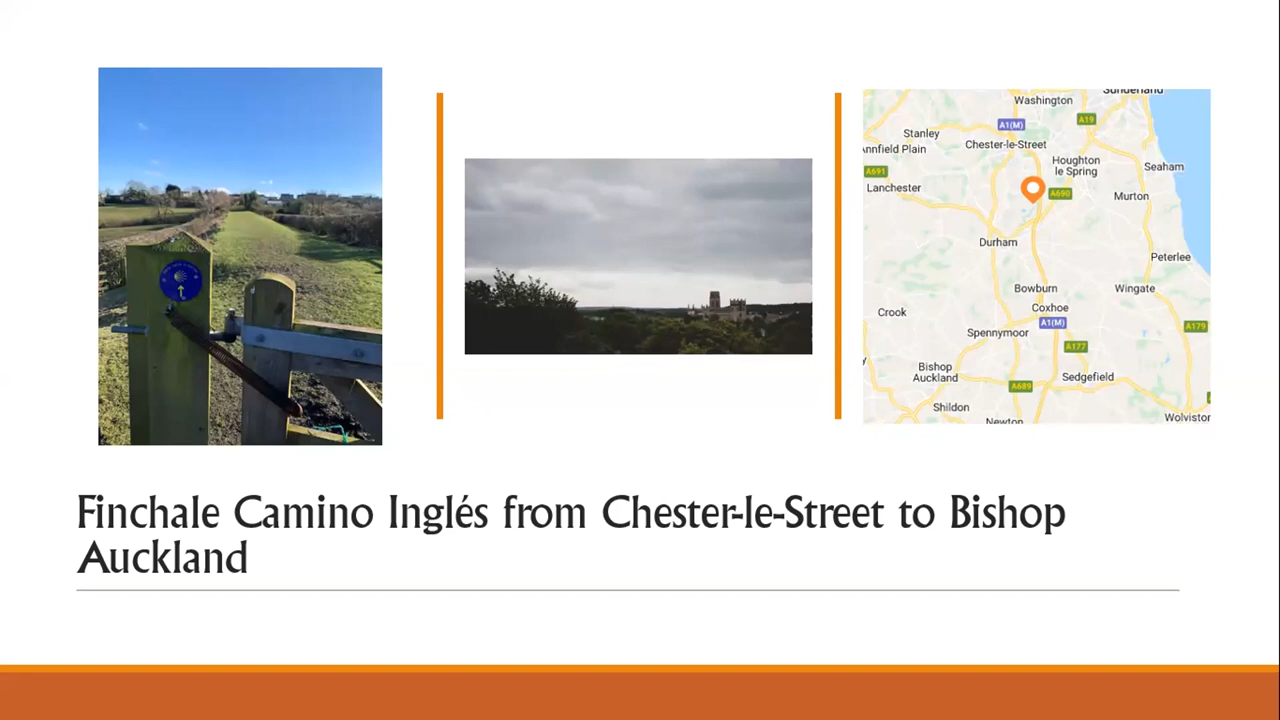 Sunderland
Washington
A1(M)
A19
Stanley
Chester-le-Street
Annfield Plain
Houghton
le Spring
Seaham
A691
Lanchester
A690
Murton
Durham
Peterlee
Bowburn
Wingate
Coxhoe
Crook
A1(M)
Spennymoor
A179
A177
Bishop
Auckland
Sedgefield
A689
Shildon
Newton
Wolviston
Finchale Camino Inglés from Chester-le-Street to Bishop
Auckland